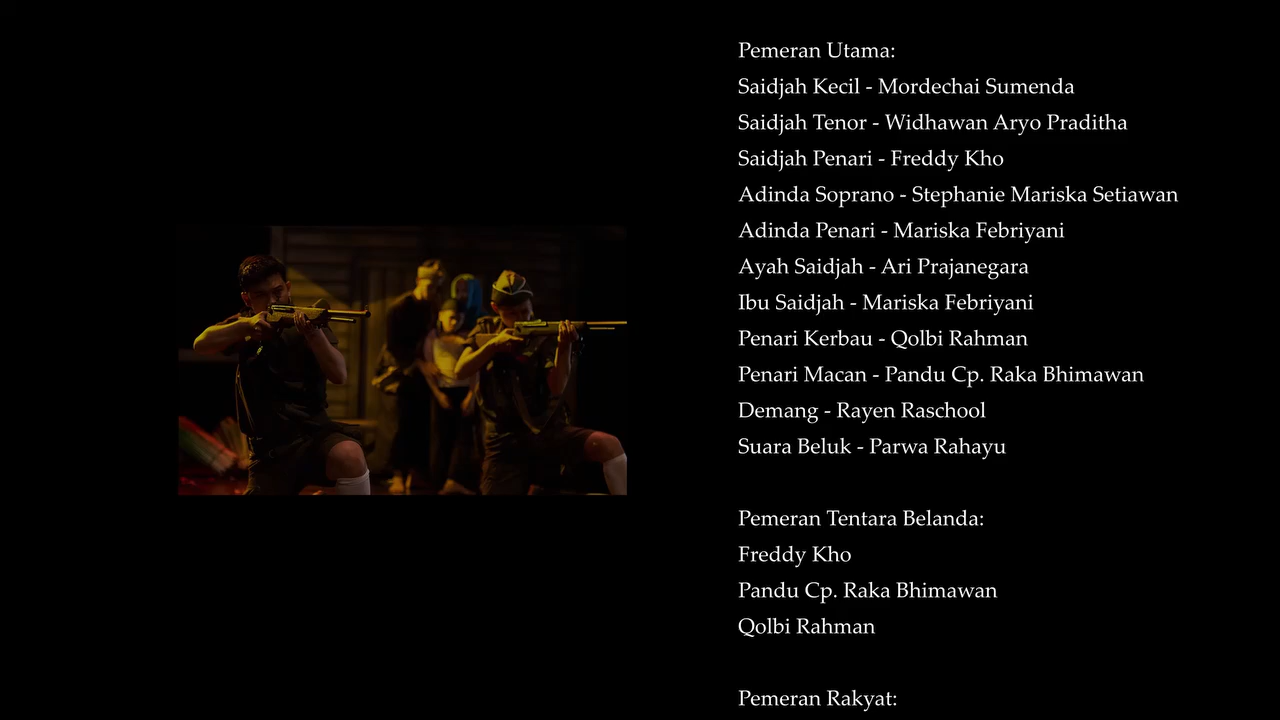 Pemeran Utama:
Saidjah Kecil - Mordechai Sumenda
Saidjah Tenor - Widhawan Aryo Praditha
Saidjah Penari - Freddy Kho
Adinda Soprano - Stephanie Mariska Setiawan
Adinda Penari - Mariska Febriyani
Ayah Saidjah - Ari Prajanegara
Ibu Saidjah - Mariska Febriyani
Penari Kerbau - Qolbi Rahman
Penari Macan - Pandu Cp. Raka Bhimawan
Demang - Rayen Raschool
Suara Beluk - Parwa Rahayu
Pemeran Tentara Belanda:
Freddy Kho
Pandu Cp. Raka Bhimawan
Qolbi Rahman
Pemeran Rakyat: